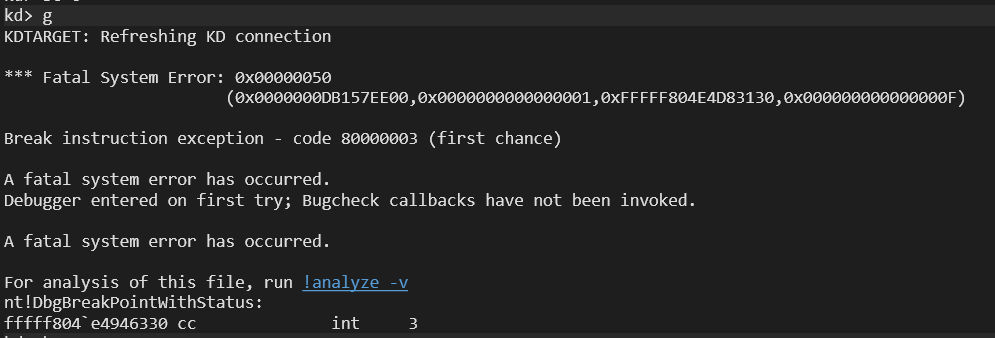 kd> g
KDTARGET: Refreshing KD connection
*** Fatal System Error: 0x00000050
(0x0000000DB157EE00,0x0000000000000001,0xFFFFF804E4D83130,0x000000000000000F)
Break instruction exception - code 80000003 (first chance)
A fatal system error has occurred.
Debugger entered on first try; Bugcheck callbacks have not been invoked.
A fatal system error has occurred.
For analysis of this file, run !analyze -v
nt!DbgBreakPointWithStatus:
fffff804`e4946330 cc int 3